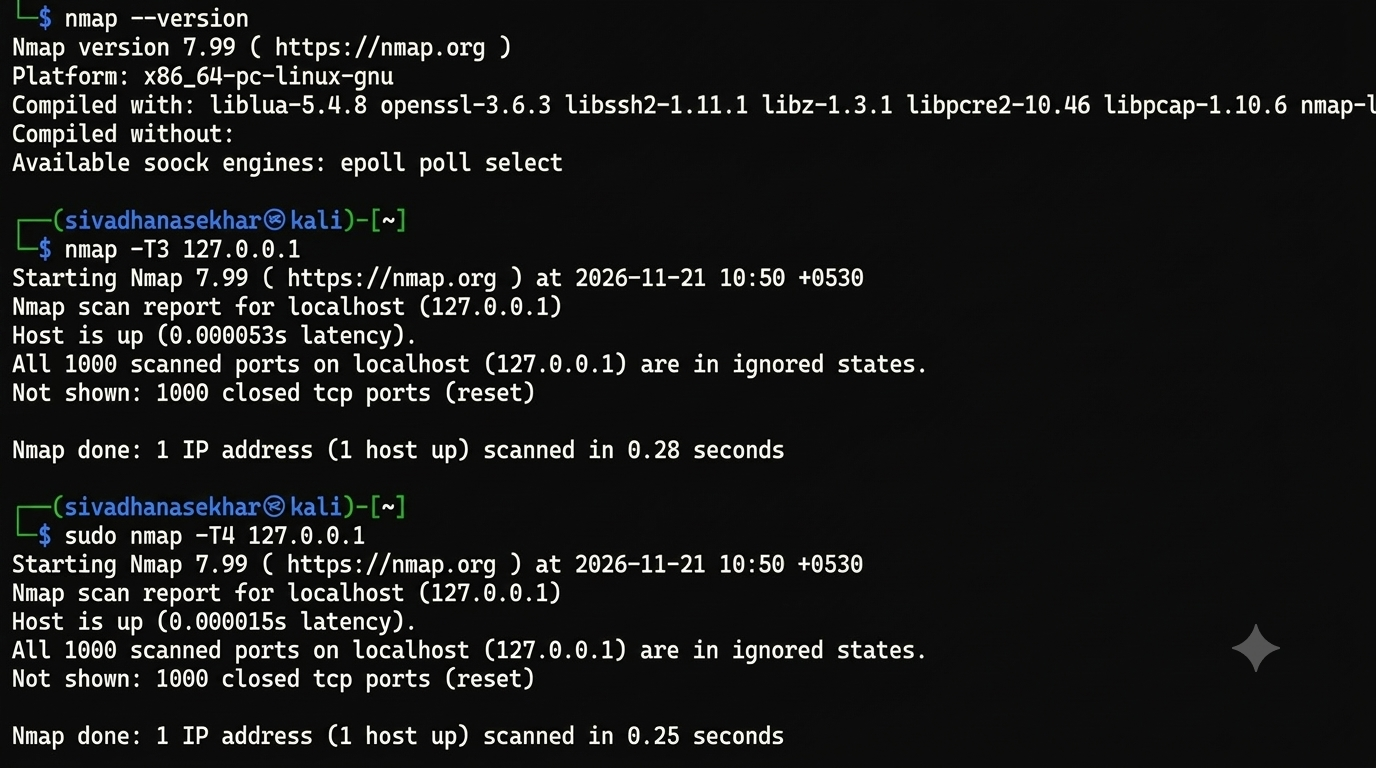 └─$ nmap --version
Nmap version 7.99 ( https://nmap.org )
Platform: x86_64-pc-linux-gnu
Compiled with: liblua-5.4.8 openssl-3.6.3 libssh2-1.11.1 libz-1.3.1 libpcre2-10.46 libpcap-1.10.6 nmap-l
Compiled without:
Available soock engines: epoll poll select
┌──(sivadhanasekhar㉿kali)-[~]
└─$ nmap -T3 127.0.0.1
Starting Nmap 7.99 ( https://nmap.org ) at 2026-11-21 10:50 +0530
Nmap scan report for localhost (127.0.0.1)
Host is up (0.000053s latency).
All 1000 scanned ports on localhost (127.0.0.1) are in ignored states.
Not shown: 1000 closed tcp ports (reset)
Nmap done: 1 IP address (1 host up) scanned in 0.28 seconds
┌──(sivadhanasekhar㉿kali)-[~]
└─$ sudo nmap -T4 127.0.0.1
Starting Nmap 7.99 ( https://nmap.org ) at 2026-11-21 10:50 +0530
Nmap scan report for localhost (127.0.0.1)
Host is up (0.000015s latency).
All 1000 scanned ports on localhost (127.0.0.1) are in ignored states.
Not shown: 1000 closed tcp ports (reset)
Nmap done: 1 IP address (1 host up) scanned in 0.25 seconds